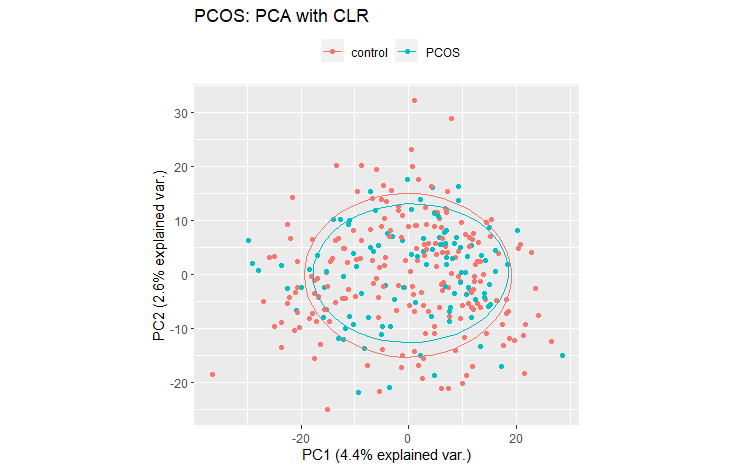 PCOS: PCA with CLR
control PCOS
30
20
10
0
-10
-20
PC2 (2.6% explained var.)
-20 0 20
PC1 (4.4% explained var.)